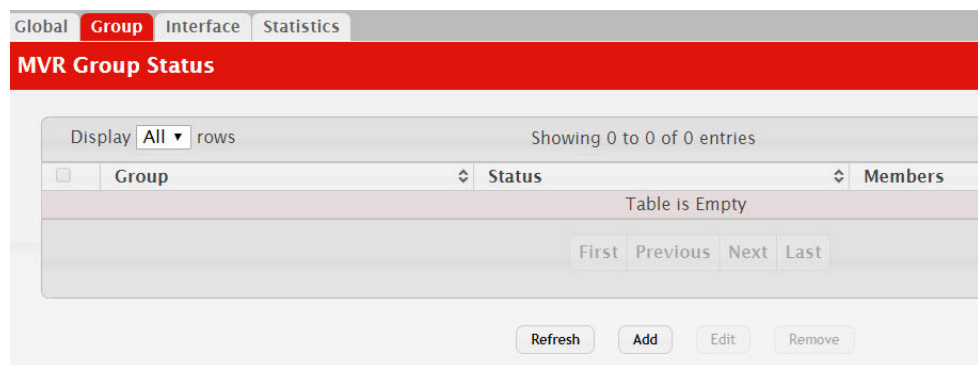 Global Group Interface Statistics
MVR Group Status
Display All rows Showing 0 to 0 of 0 entries
Group Status Members
Table is Empty
First Previous Next Last
Refresh Add Edit Remove